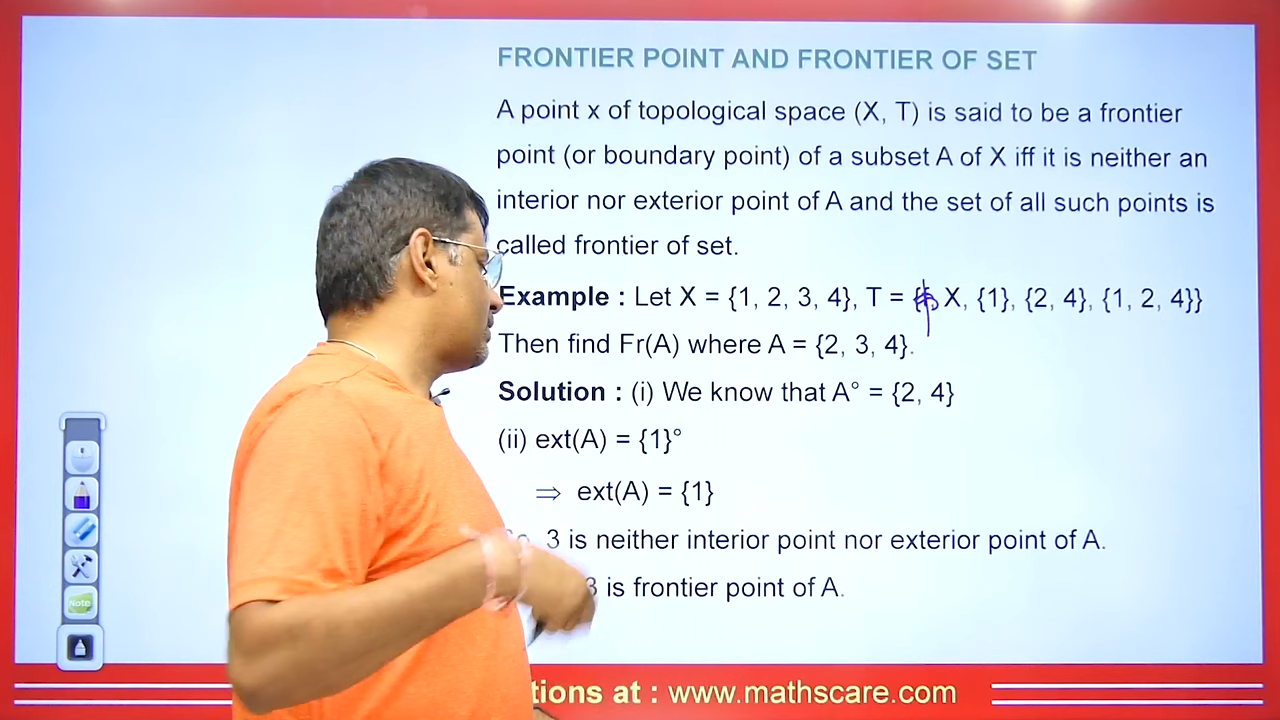 FRONTIER POINT AND FRONTIER OF SET
A point x of topological space (X, T) is said to be a frontier
point (or boundary point) of a subset A of X iff it is neither an
interior nor exterior point of A and the set of all such points is
called frontier of set.
Example : Let X = {1, 2, 3, 4}, T = { X, {1}, {2, 4}, {1, 2, 4}}
Then find Fr(A) where A = {2, 3, 4}.
Solution : (i) We know that A° = {2, 4}
(ii) ext(A) = {1}°
⇒ ext(A) = {1}
3 is neither interior point nor exterior point of A.
3 is frontier point of A.
Note
at : www.mathscare.com